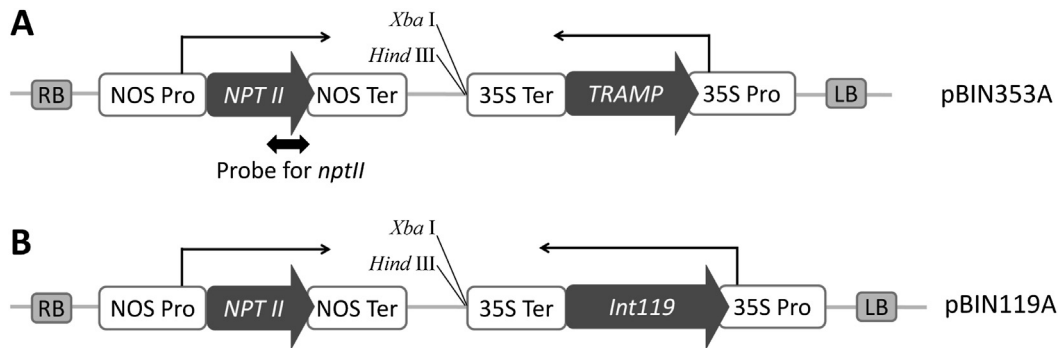 A
Xba I
Hind III
RB
NOS Pro
NPT II
NOS Ter
35S Ter
TRAMP
35S Pro
LB
pBIN353A
Probe for nptII
B
Xba I
Hind III
RB
NOS Pro
NPT II
NOS Ter
35S Ter
Int119
35S Pro
LB
pBIN119A